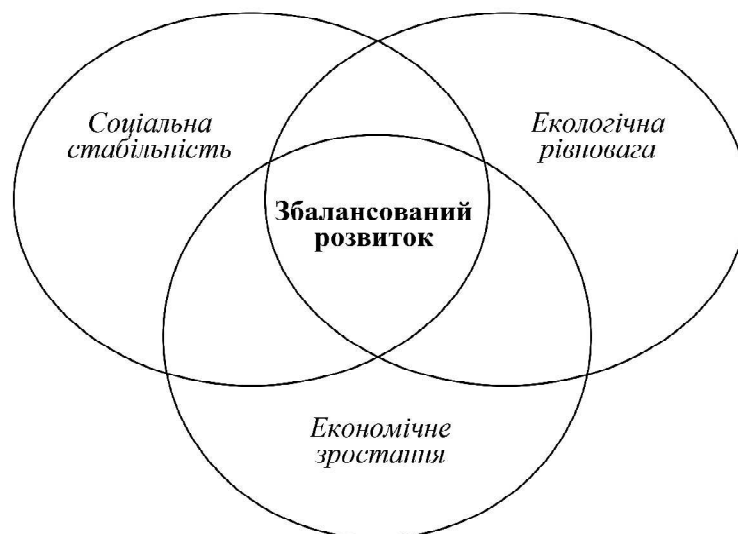 Соціальна
стабільність
Екологічна
рівновага
Збалансований
розвиток
Економічне
зростання